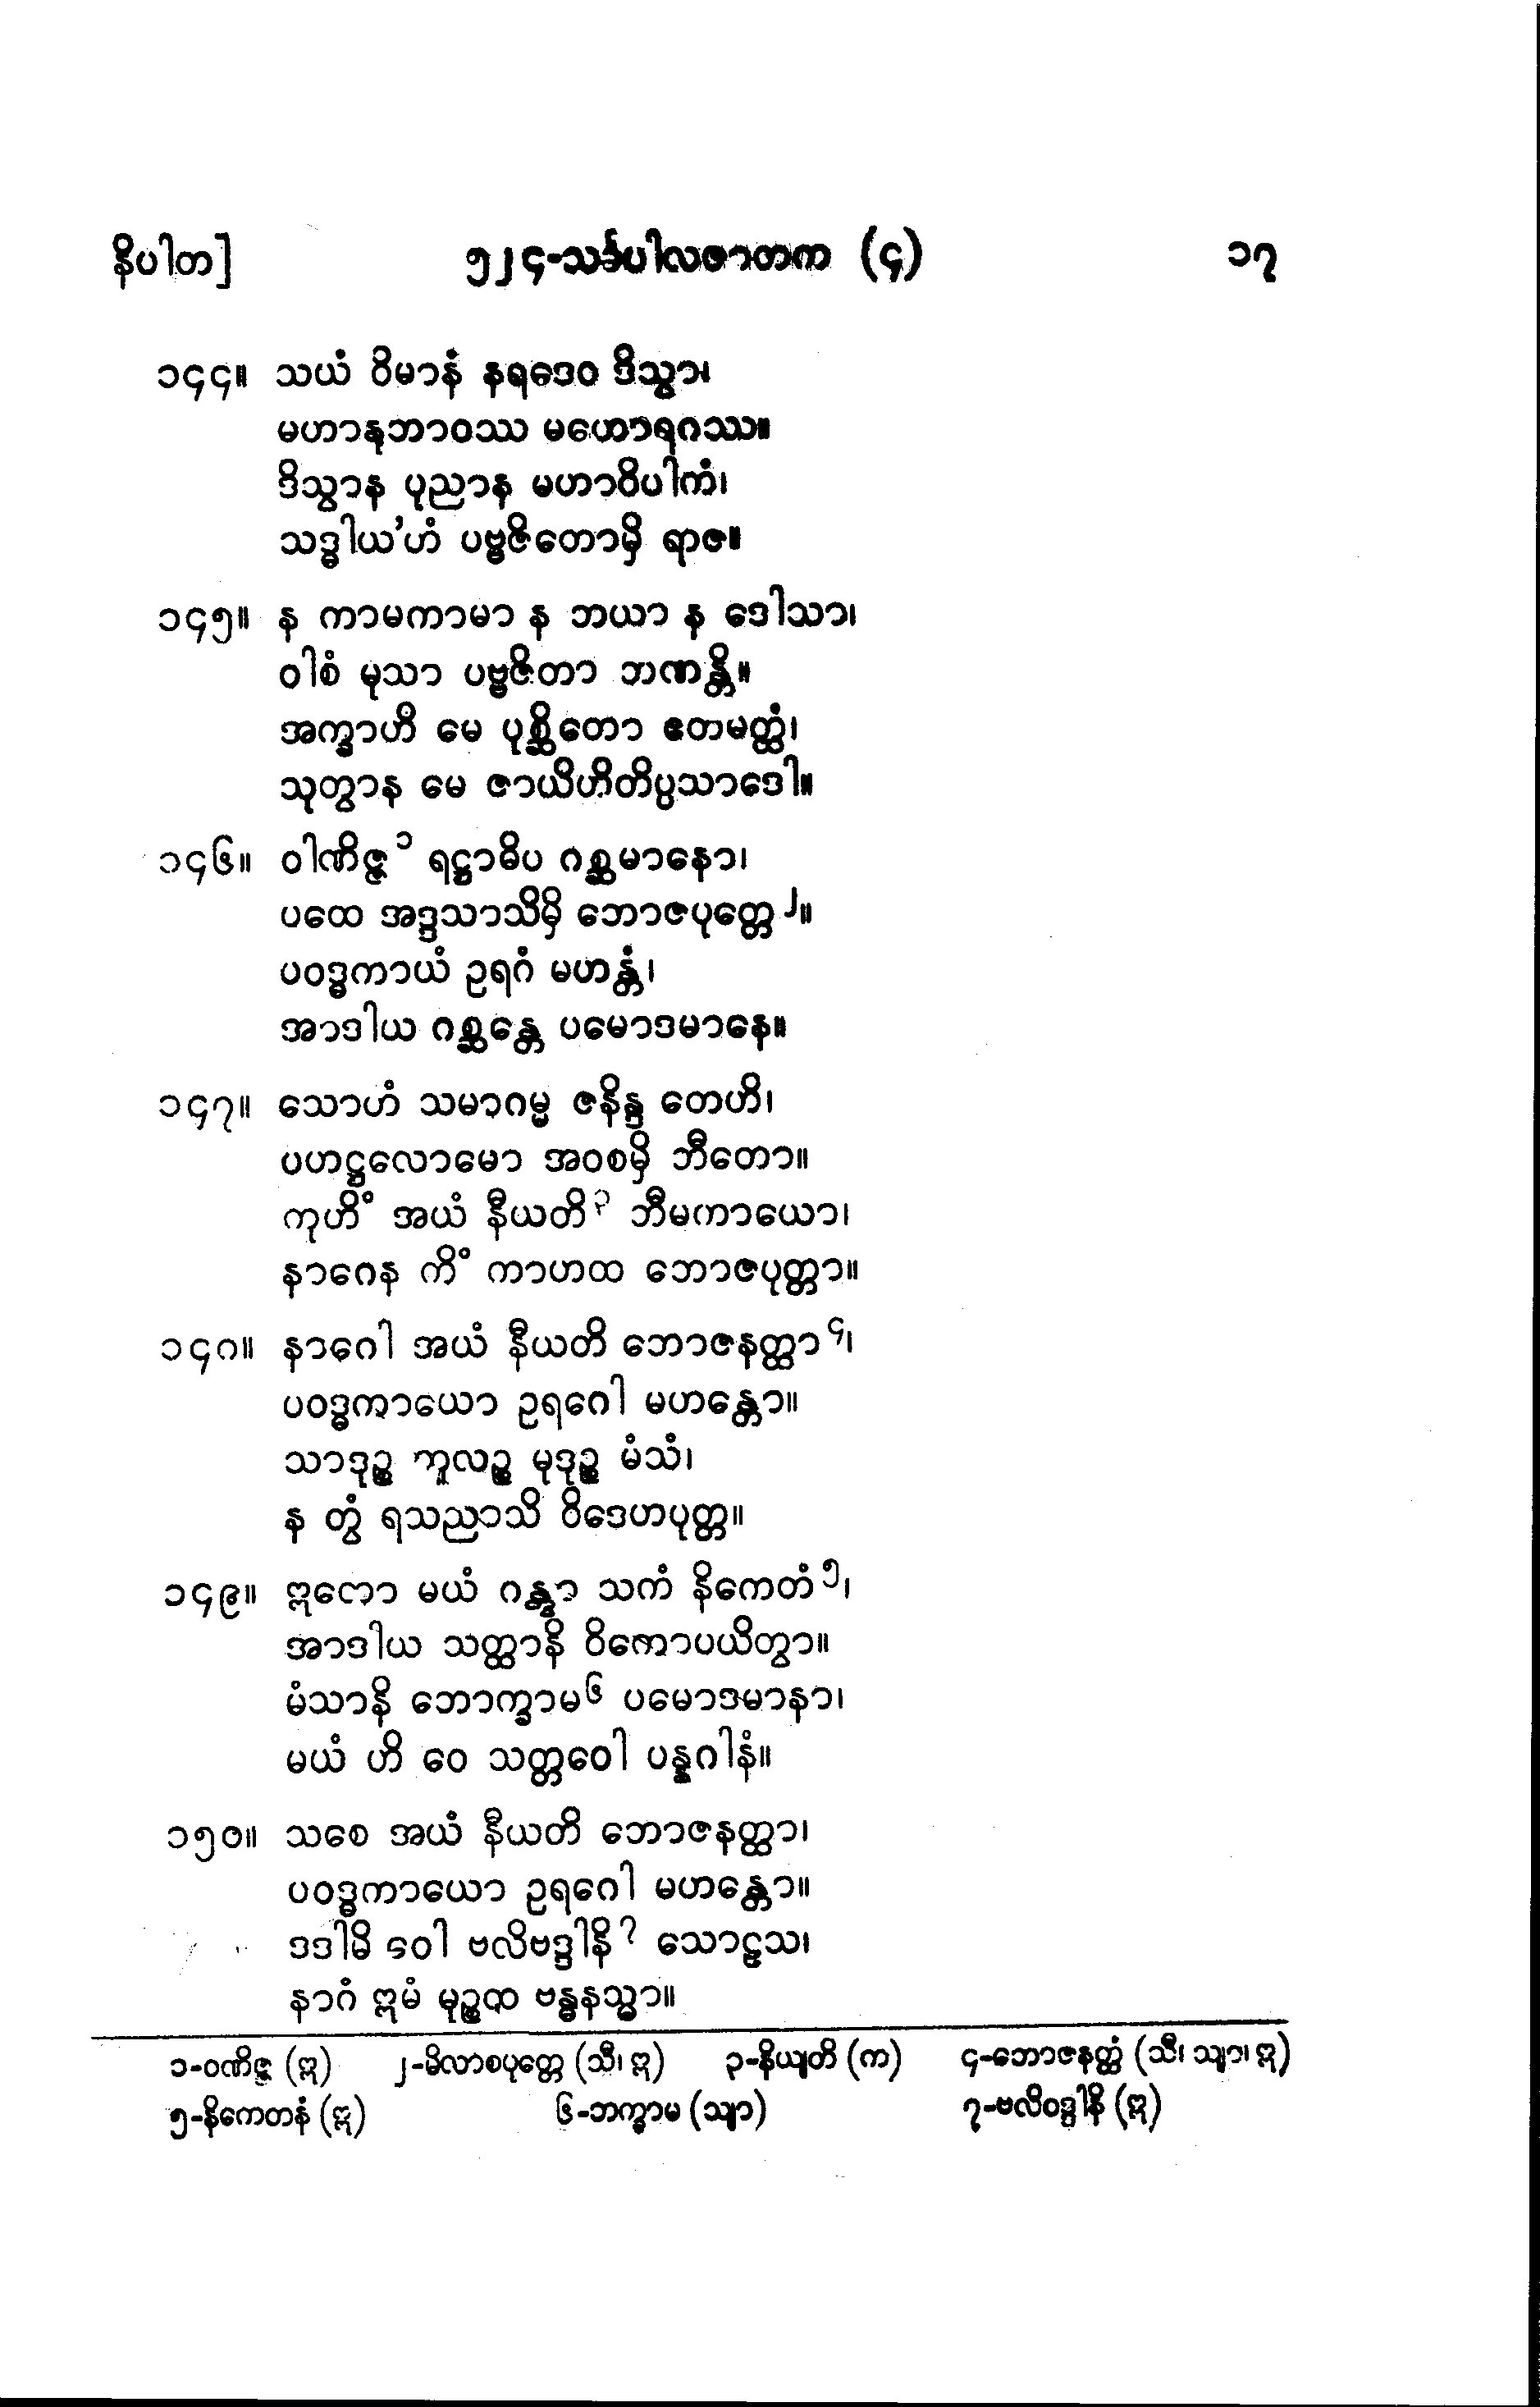 နိပါတ]	၅၂၄-သင်္ခပါလဇာတက (၄)	၁၇
၁၄၄။ သယံ ဝိမာနံ နရဒေဝ ဒိသွာ၊
မဟာနုဘာဝဿ မဟောရဂဿ။
ဒိသွာန ပုညာန မဟာဝိပါကံ၊
သဒ္ဓါယ’ဟံ ပဗ္ဗဇိတောမှိ ရာဇ။
၁၄၅။ န ကာမကာမာ န ဘယာ န ဒေါသာ၊
ဝါစံ မုသာ ပဗ္ဗဇိတာ ဘဏန္တိ။
အက္ခာဟိ မေ ပုစ္ဆိတော ဧတမတ္ထံ၊
သုတွာန မေ ဇာယိဟိတိပ္ပသာဒေါ။
၁၄၆။ ဝါဏိဇ္ဇ ၁ ရဋ္ဌာဓိပ ဂစ္ဆမာနော၊
ပထေ အဒ္ဒသာသိမှိ ဘောဇပုတ္တေ ၂။
ပဝဒ္ဓကာယံ ဥရဂံ မဟန္တံ၊
အာဒါယ ဂစ္ဆန္တေ ပမောဒမာနေ။
၁၄၇။ သောဟံ သမာဂမ္မ ဇနိန္ဒ တေဟိ၊
ပဟဋ္ဌလောမော အဝစမှိ ဘီတော။
ကုဟိံ အယံ နီယတိ ၃ ဘီမကာယော၊
နာဂေန ကိံ ကာဟထ ဘောဇပုတ္တာ။
၁၄၈။ နာဂေါ အယံ နီယတိ ဘောဇနတ္ထာ ၄၊
ပဝဒ္ဓကာယော ဥရဂေါ မဟန္တော။
သာဒုဉ္စ ထူလဉ္စ မုဒုဉ္စ မံသံ၊
န တွံ ရသညာသိ ဝိဒေဟပုတ္တ။
၁၄၉။ ဣတော မယံ ဂန္တွာ သကံ နိကေတံ ၅၊
အာဒါယ သတ္ထာနိ ဝိကောပယိတွာ။
မံသာနိ ဘောက္ခာမ ၆ ပမောဒမာနာ၊
မယံ ဟိ ဝေ သတ္တဝေါ ပန္နဂါနံ။
၁၅၀။ သစေ အယံ နီယတိ ဘောဇနတ္ထာ၊
ပဝဒ္ဓကာယော ဥရဂေါ မဟန္တော။
ဒဒါမိ ဝေါ ဗလိဗဒ္ဒါနိ ၇ သောဠသ၊
နာဂံ ဣမံ မုဉ္စထ ဗန္ဓနသ္မာ။
၁-ဝဏိဇ္ဇ (ဣ)	၂-မိလာစပုတ္တေ (သီ၊ ဣ)	၃-နိယျတိ (က)	၄-ဘောဇနတ္ထံ (သီ၊ သျာ၊ ဣ)
၅-နိကေတနံ (ဣ)	၆-ဘက္ခာမ (သျာ)	၇-ဗလိဝဒ္ဒါနိ (ဣ)